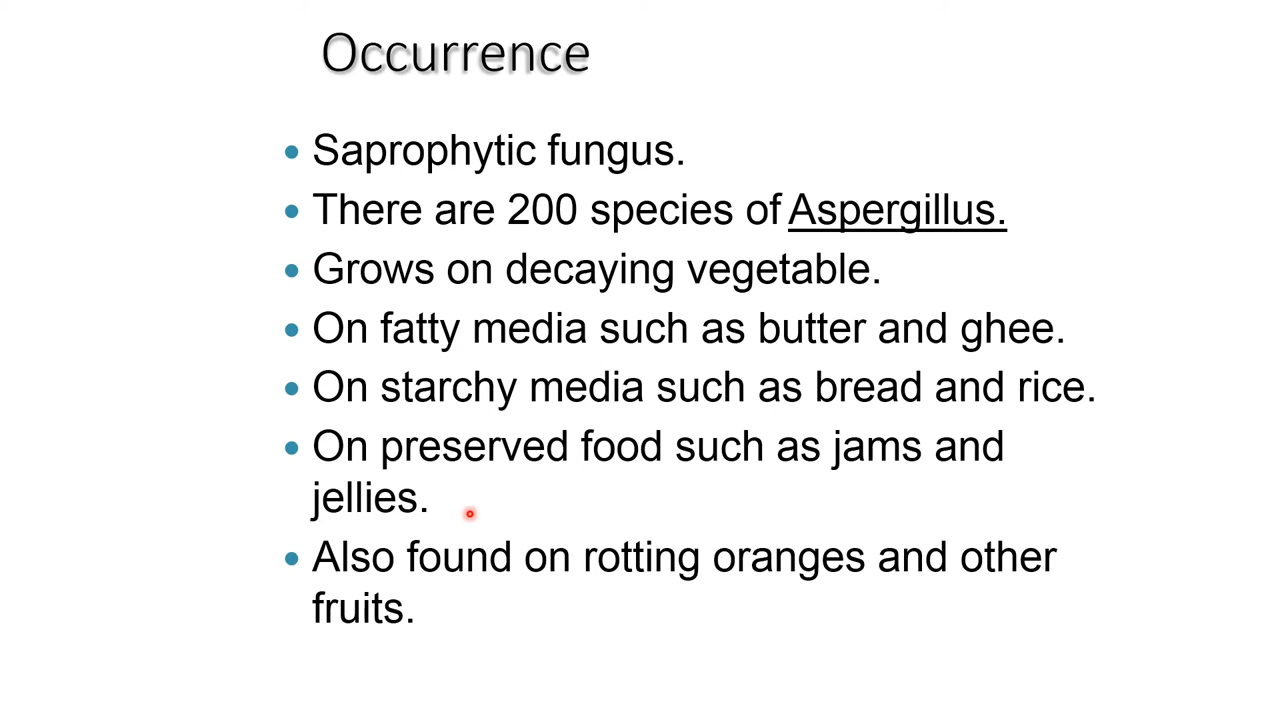 Occurrence
• Saprophytic fungus.
• There are 200 species of Aspergillus.
• Grows on decaying vegetable.
• On fatty media such as butter and ghee.
• On starchy media such as bread and rice.
• On preserved food such as jams and
jellies.
• Also found on rotting oranges and other
fruits.